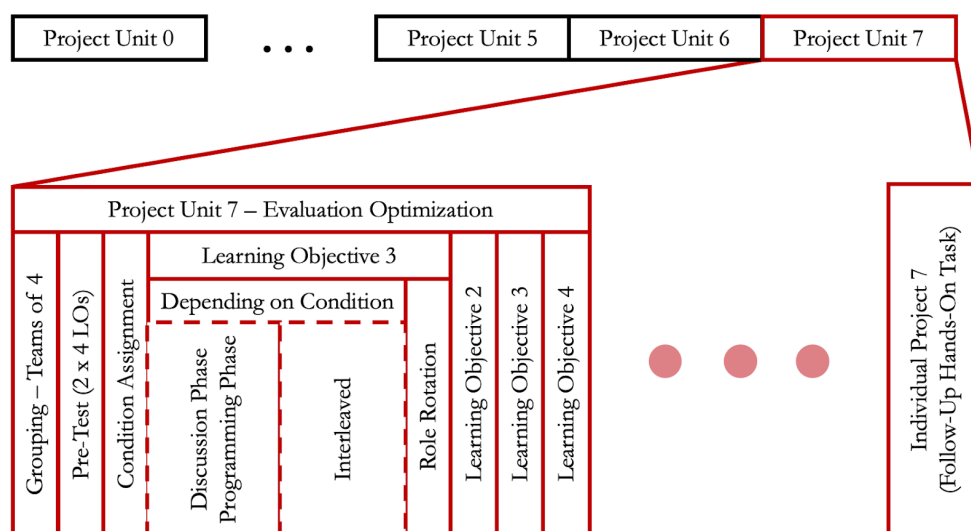 Project Unit 0
...
Project Unit 5
Project Unit 6
Project Unit 7
Project Unit 7 – Evaluation Optimization
Grouping – Teams of 4
Pre-Test (2 x 4 LOs)
Condition Assignment
Learning Objective 3
Depending on Condition
Discussion Phase
Programming Phase
Interleaved
Role Rotation
Learning Objective 2
Learning Objective 3
Learning Objective 4
Individual Project 7
(Follow-Up Hands-On Task)